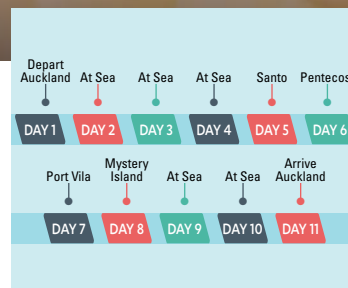 Depart
Auckland At Sea At Sea At Sea Santo Pentecos
DAY 1 DAY 2 DAY 3 DAY 4 DAY 5 DAY 6
Port Vila Mystery Island At Sea At Sea Arrive Auckland
DAY 7 DAY 8 DAY 9 DAY 10 DAY 11